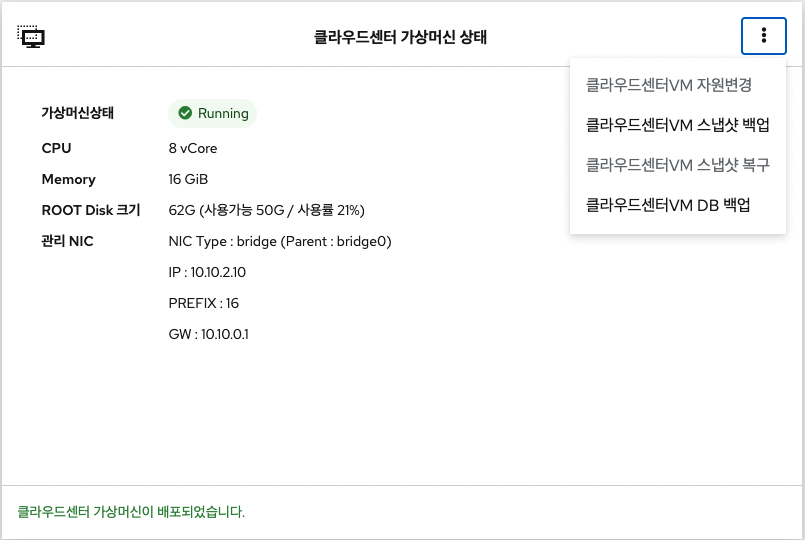 클라우드센터 가상머신 상태
클라우드센터VM 자원변경
클라우드센터VM 스냅샷 백업
클라우드센터VM 스냅샷 복구
클라우드센터VM DB 백업
가상머신상태 Running
CPU 8 vCore
Memory 16 GiB
ROOT Disk 크기 62G (사용가능 50G / 사용률 21%)
관리 NIC NIC Type : bridge (Parent : bridge0)
IP : 10.10.2.10
PREFIX : 16
GW : 10.10.0.1
클라우드센터 가상머신이 배포되었습니다.